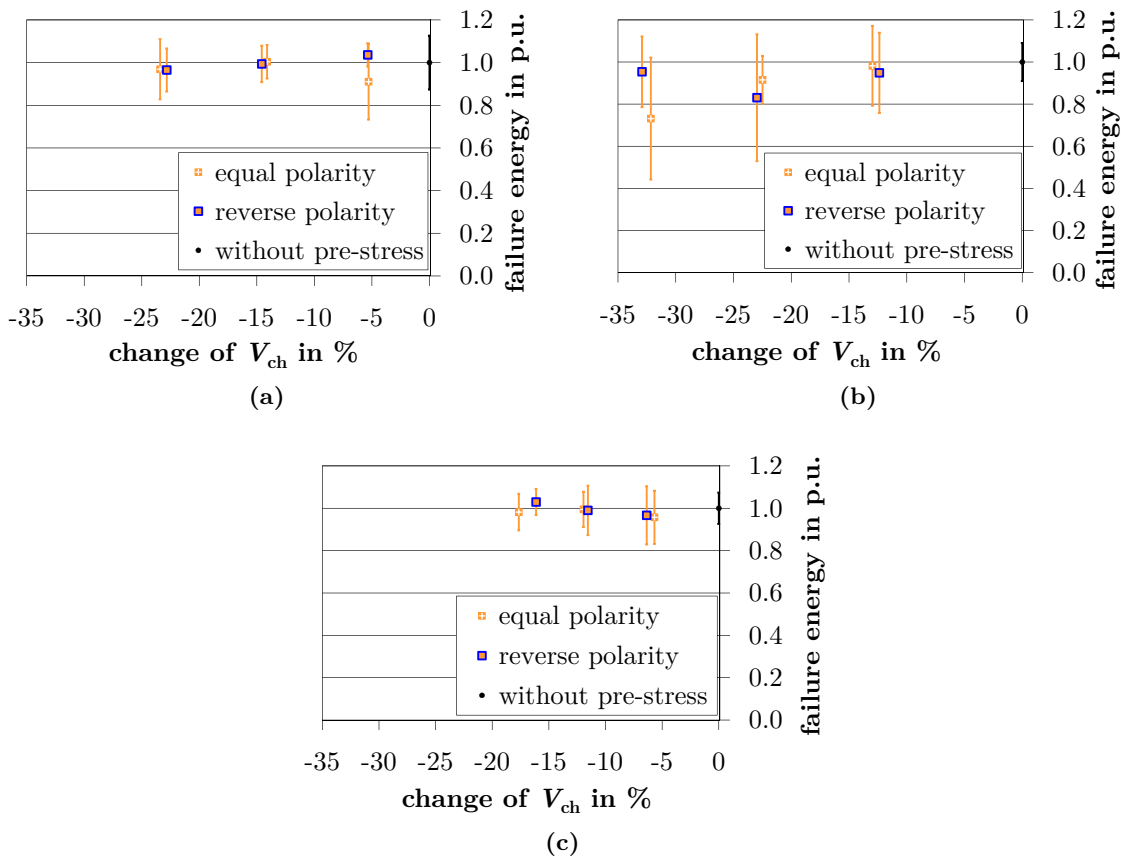 1.2
1.0
0.8
0.6
0.4
0.2
0.0
failure energy in p.u.
equal polarity
reverse polarity
without pre-stress
-35 -30 -25 -20 -15 -10 -5 0
change of Vch in %
(a)
1.2
1.0
0.8
0.6
0.4
0.2
0.0
failure energy in p.u.
equal polarity
reverse polarity
without pre-stress
-35 -30 -25 -20 -15 -10 -5 0
change of Vch in %
(b)
1.2
1.0
0.8
0.6
0.4
0.2
0.0
failure energy in p.u.
equal polarity
reverse polarity
without pre-stress
-35 -30 -25 -20 -15 -10 -5 0
change of Vch in %
(c)